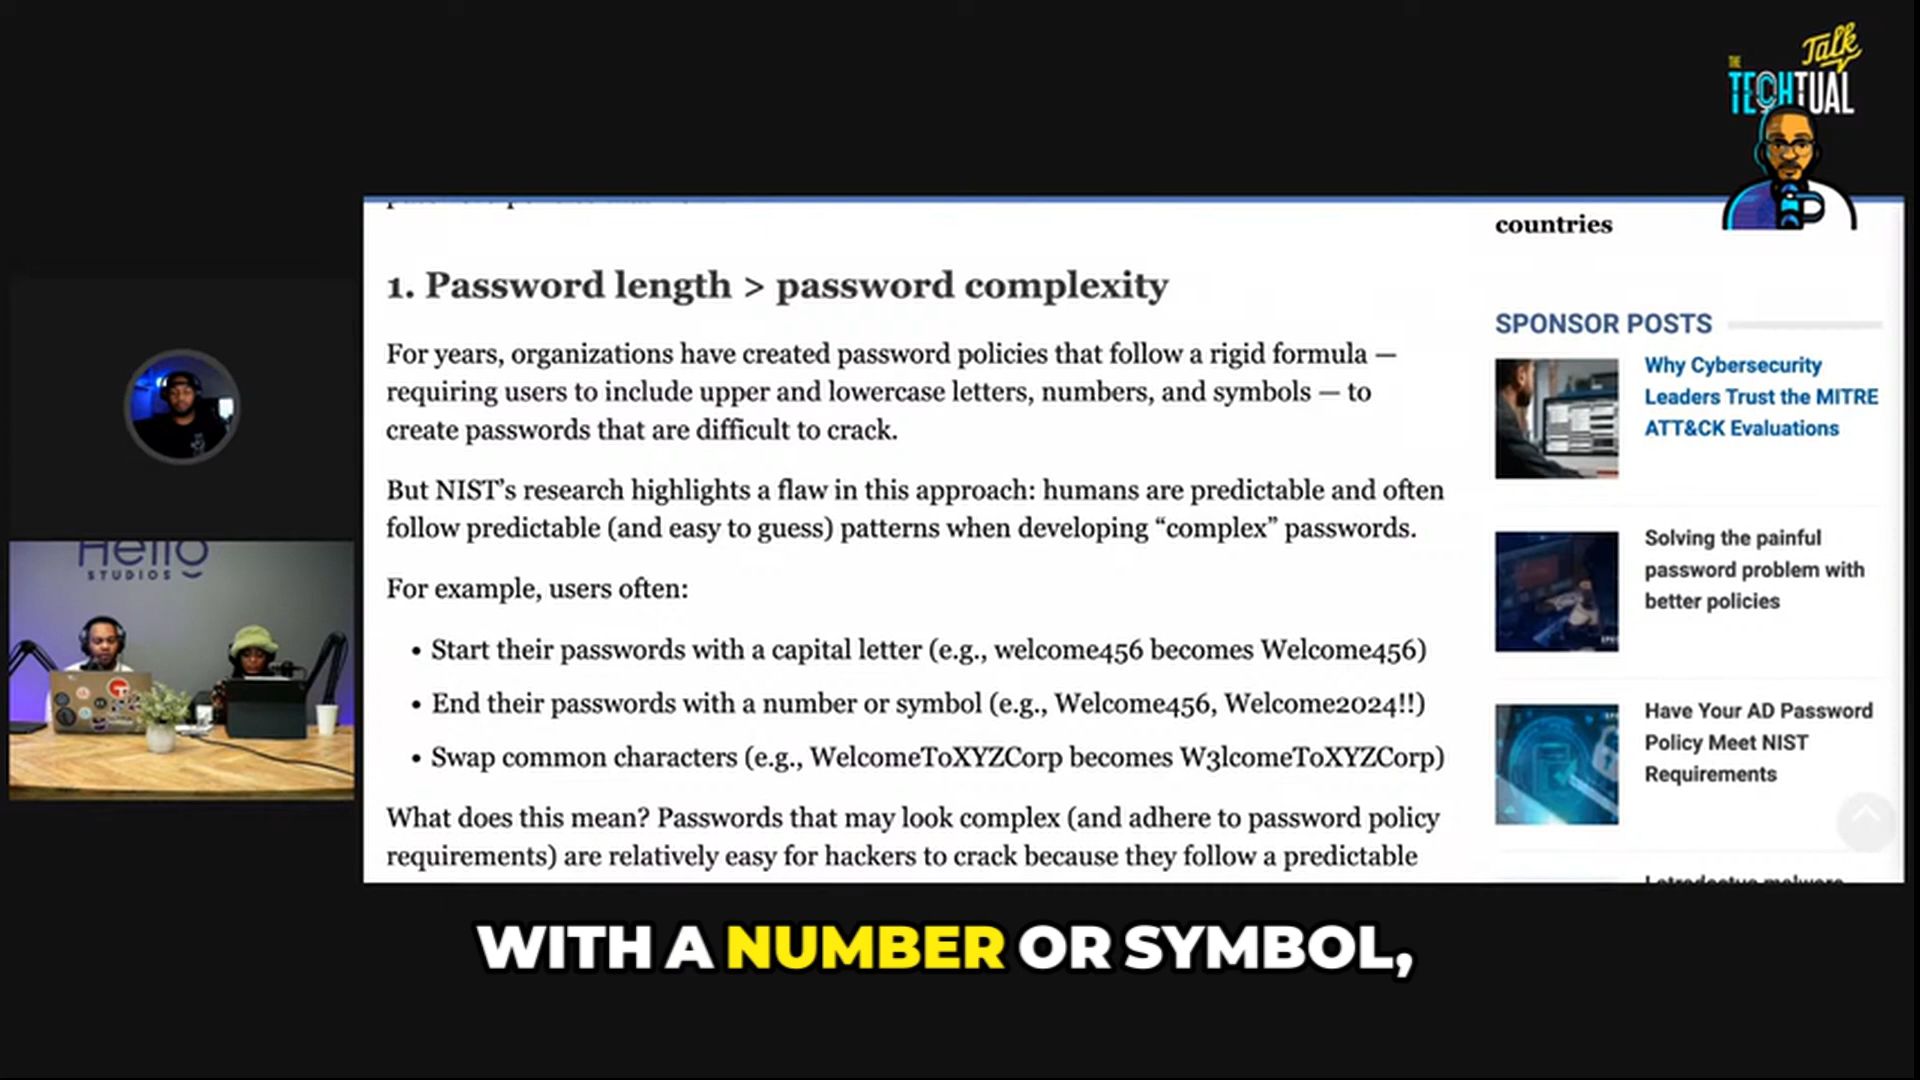 THE
Talk
TECHTUAL
countries
1. Password length > password complexity
For years, organizations have created password policies that follow a rigid formula —
requiring users to include upper and lowercase letters, numbers, and symbols — to
create passwords that are difficult to crack.
But NIST's research highlights a flaw in this approach: humans are predictable and often
follow predictable (and easy to guess) patterns when developing “complex” passwords.
For example, users often:
• Start their passwords with a capital letter (e.g., welcome456 becomes Welcome456)
• End their passwords with a number or symbol (e.g., Welcome456, Welcome2024!!)
• Swap common characters (e.g., WelcomeToXYZCorp becomes W3lcomeToXYZCorp)
What does this mean? Passwords that may look complex (and adhere to password policy
requirements) are relatively easy for hackers to crack because they follow a predictable
SPONSOR POSTS
Why Cybersecurity
Leaders Trust the MITRE
ATT&CK Evaluations
Solving the painful
password problem with
better policies
Have Your AD Password
Policy Meet NIST
Requirements
Hello
STUDIOS
WITH A NUMBER OR SYMBOL,